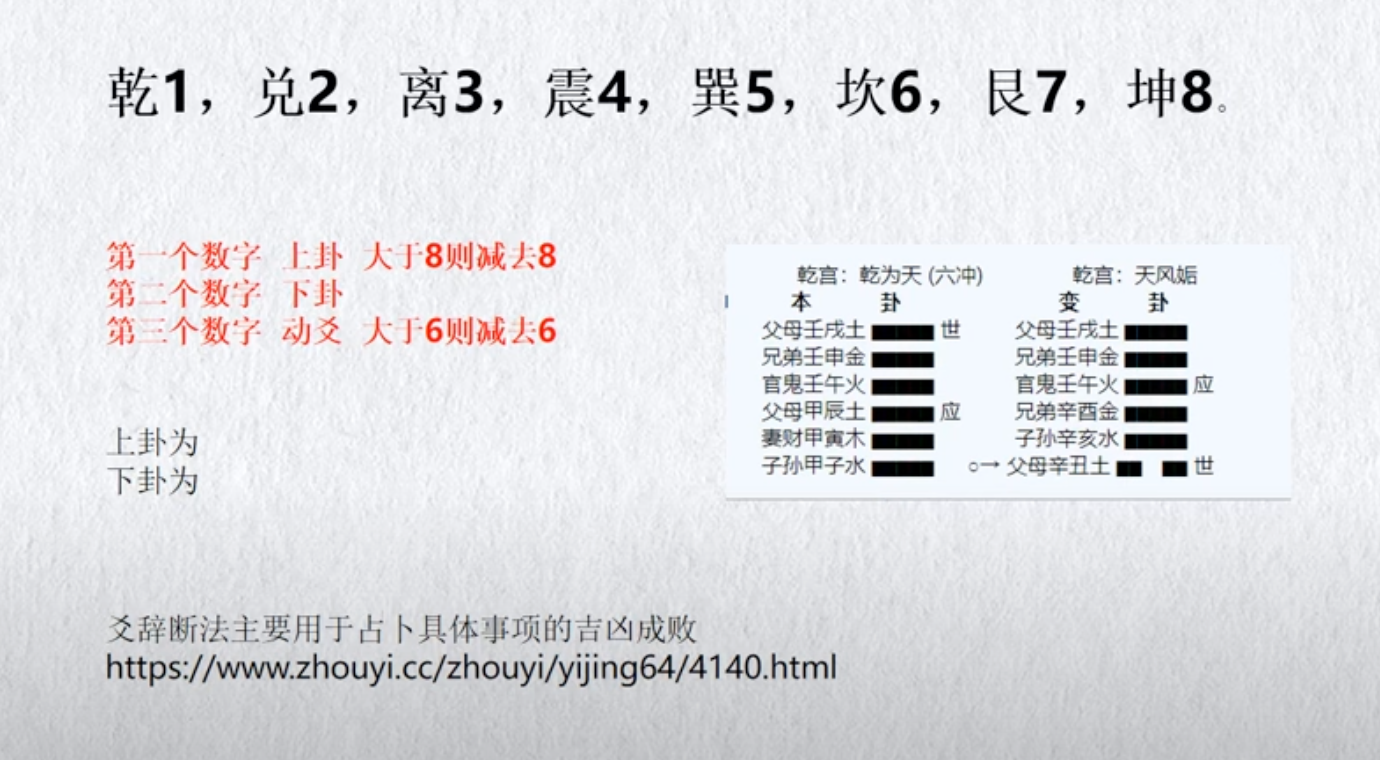 乾1，兑2，离3，震4，巽5，坎6，艮7，坤8。
第一个数字 上卦 大于8则减去8
第二个数字 下卦
第三个数字 动爻 大于6则减去6
上卦为
下卦为
乾宫：乾为天 (六冲) 乾宫：天风姤
本 卦 变 卦
父母壬戌土 世 父母壬戌土
兄弟壬申金 兄弟壬申金
官鬼壬午火 官鬼壬午火 应
父母甲辰土 应 兄弟辛酉金
妻财甲寅木 子孙辛亥水
子孙甲子水 ○→ 父母辛丑土 世
爻辞断法主要用于占卜具体事项的吉凶成败
https://www.zhouyi.cc/zhouyi/yijing64/4140.html